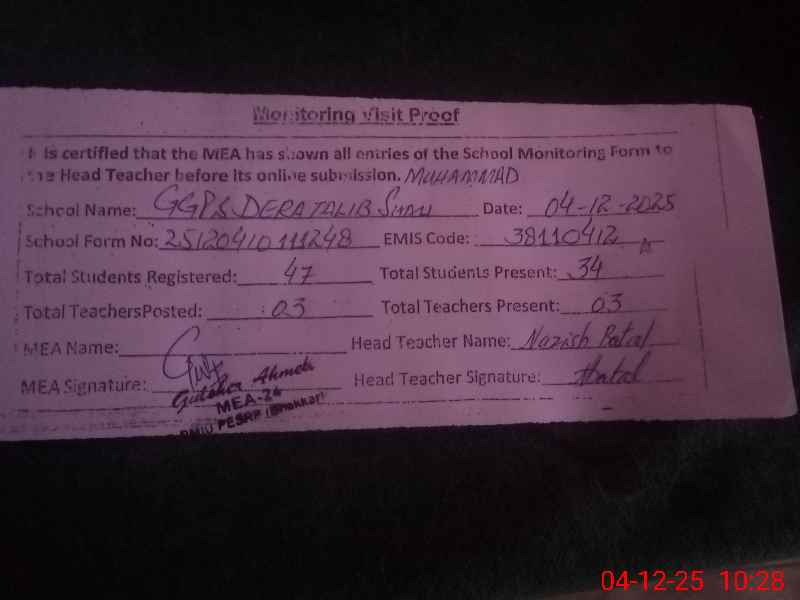 Monitoring Visit Proof
It is certified that the MEA has shown all entries of the School Monitoring Form to
the Head Teacher before its online submission. MUHAMMAD
School Name: GGPS DERA TALIB SHAH Date: 04-12-2025
School Form No: 25120410111248 EMIS Code: 38110412
Total Students Registered: 47 Total Students Present: 34
Total TeachersPosted: 03 Total Teachers Present: 03
MEA Name: Head Teacher Name: Nazish Batal
MEA Signature: Head Teacher Signature:
Gulsher Ahmed
MEA-24
PMIU PESRP (Bhakkar)
04-12-25 10:28